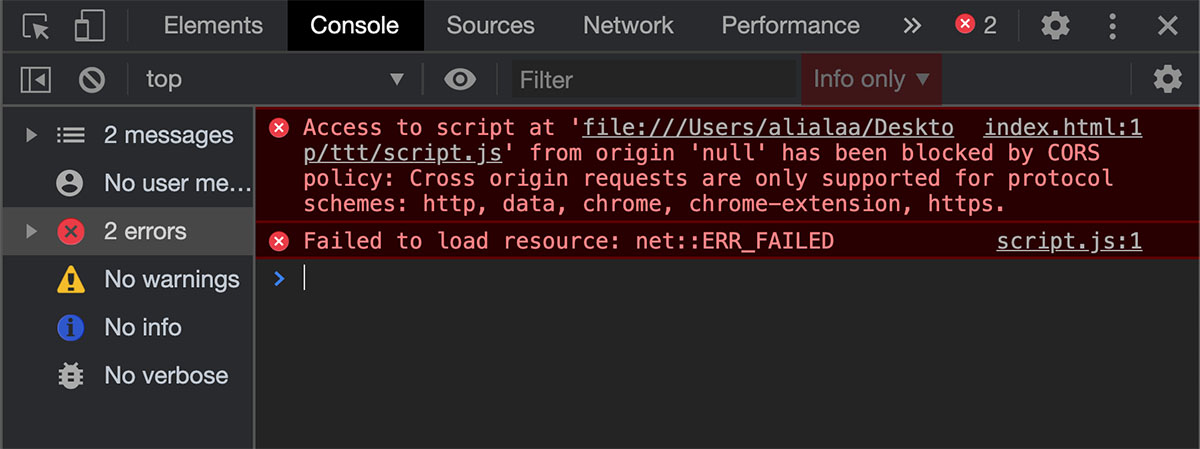 Elements Console Sources Network Performance » 2
top ▼ Filter Info only ▼
2 messages
No user me...
2 errors
No warnings
No info
No verbose
Access to script at 'file:///Users/alialaa/Deskto index.html:1
p/ttt/script.js' from origin 'null' has been blocked by CORS
policy: Cross origin requests are only supported for protocol
schemes: http, data, chrome, chrome-extension, https.
Failed to load resource: net::ERR_FAILED script.js:1